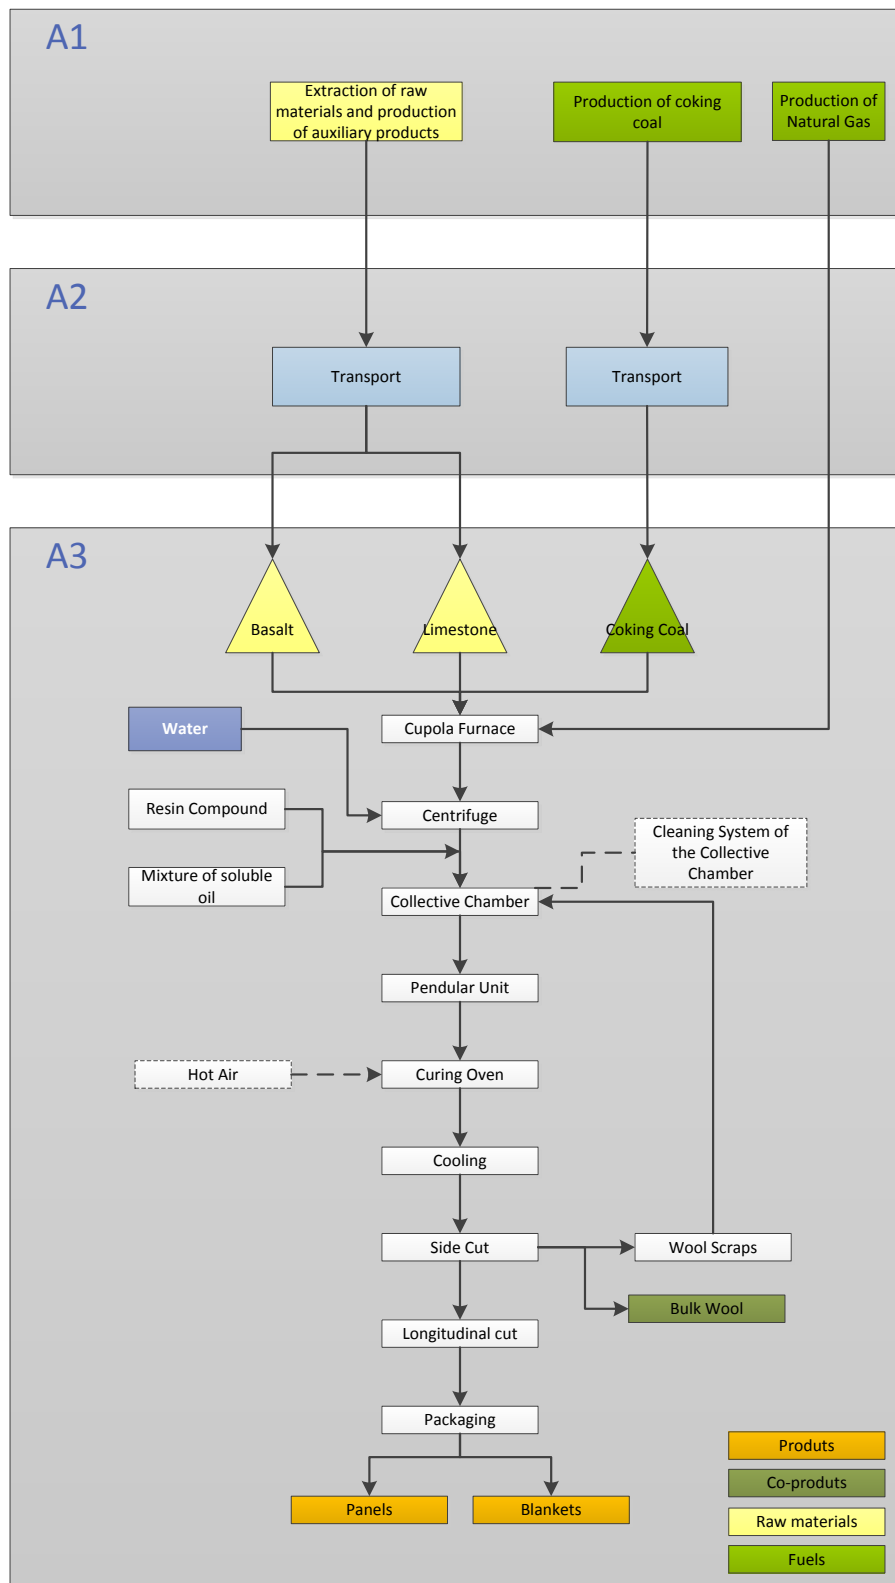 A1
Extraction of raw
materials and production
of auxiliary products
Production of coking
coal
Production of
Natural Gas
A2
Transport
Transport
A3
Basalt
Limestone
Coking Coal
Water
Cupola Furnace
Resin Compound
Centrifuge
Mixture of soluble
oil
Cleaning System of
the Collective
Chamber
Collective Chamber
Pendular Unit
Hot Air
Curing Oven
Cooling
Side Cut
Wool Scraps
Bulk Wool
Longitudinal cut
Packaging
Panels
Blankets
Produts
Co-produts
Raw materials
Fuels